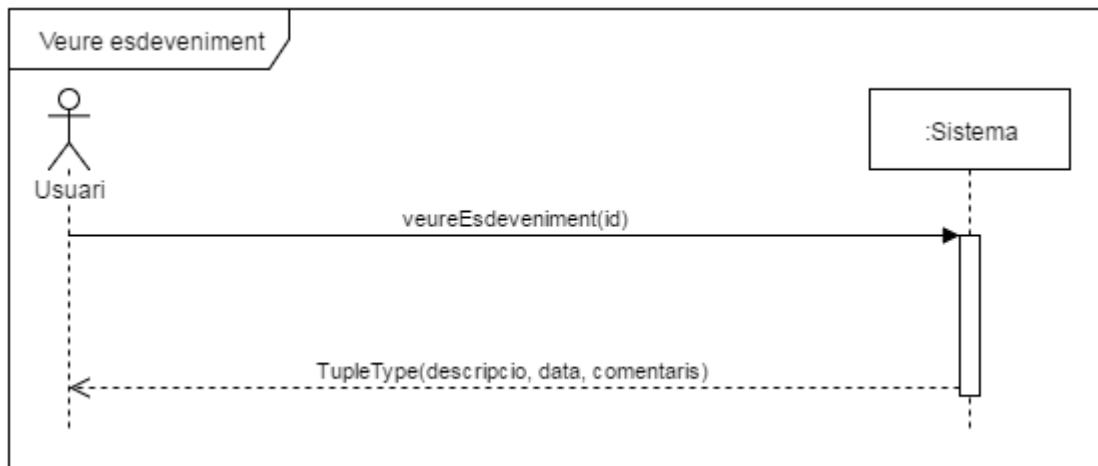 Veure esdeveniment
:Sistema
Usuari
veureEsdeveniment(id)
TupleType(descripcio, data, comentaris)